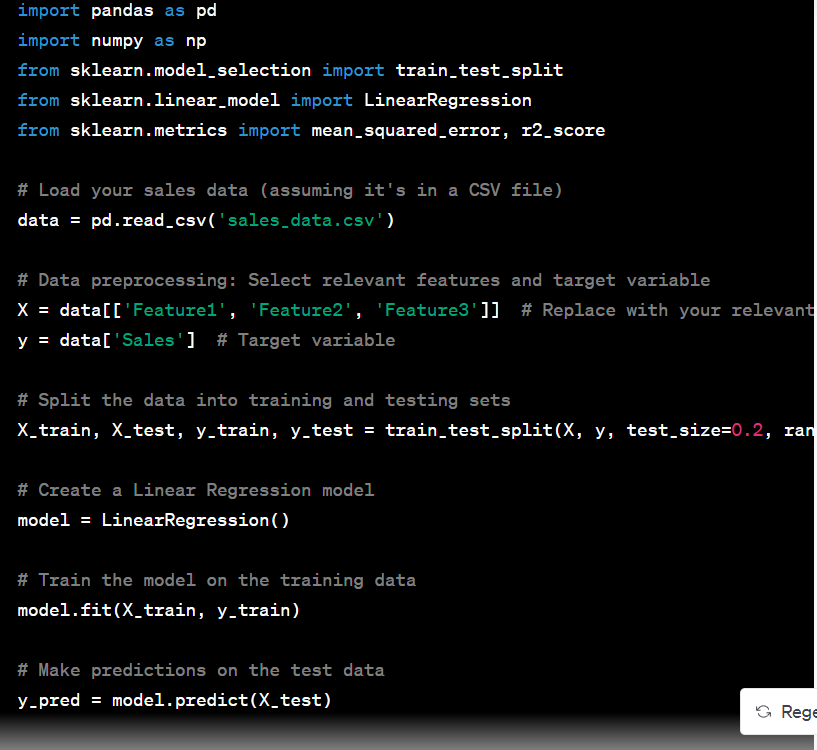 import pandas as pd
import numpy as np
from sklearn.model_selection import train_test_split
from sklearn.linear_model import LinearRegression
from sklearn.metrics import mean_squared_error, r2_score
# Load your sales data (assuming it's in a CSV file)
data = pd.read_csv('sales_data.csv')
# Data preprocessing: Select relevant features and target variable
X = data[['Feature1', 'Feature2', 'Feature3']]  # Replace with your relevant
y = data['Sales']  # Target variable
# Split the data into training and testing sets
X_train, X_test, y_train, y_test = train_test_split(X, y, test_size=0.2, ran
# Create a Linear Regression model
model = LinearRegression()
# Train the model on the training data
model.fit(X_train, y_train)
# Make predictions on the test data
y_pred = model.predict(X_test)
Rege